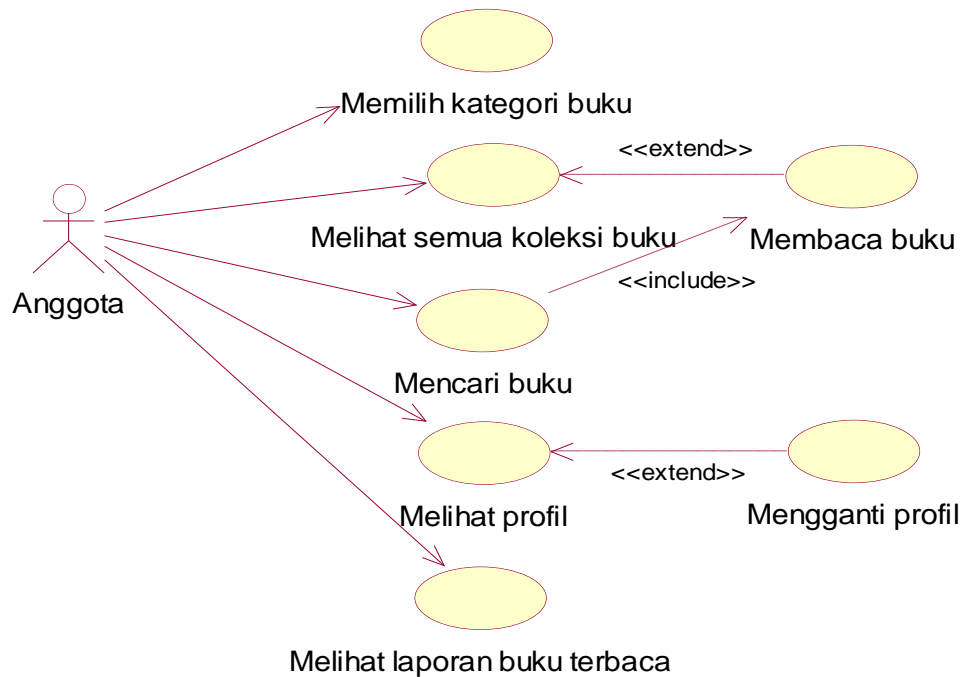 Memilih kategori buku
<<extend>>
Melihat semua koleksi buku
Membaca buku
<<include>>
Anggota
Mencari buku
<<extend>>
Melihat profil
Mengganti profil
Melihat laporan buku terbaca